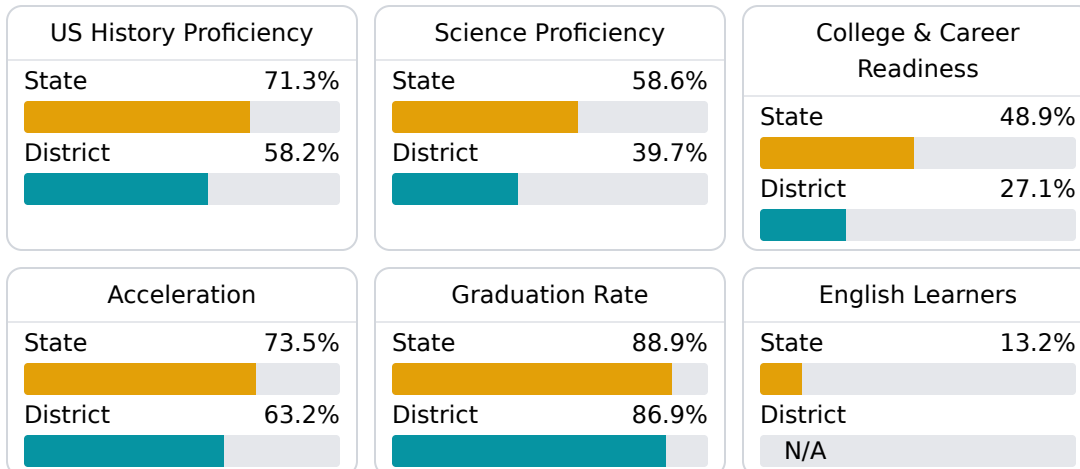 US History Proficiency
State 71.3%
District 58.2%
Science Proficiency
State 58.6%
District 39.7%
College & Career
Readiness
State 48.9%
District 27.1%
Acceleration
State 73.5%
District 63.2%
Graduation Rate
State 88.9%
District 86.9%
English Learners
State 13.2%
District
N/A